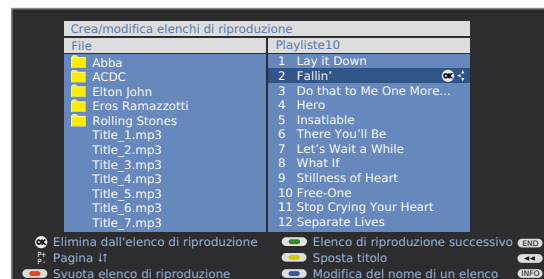 Crea/modifica elenchi di riproduzione
File
Abba
ACDC
Elton John
Eros Ramazzotti
Rolling Stones
Title_1.mp3
Title_2.mp3
Title_3.mp3
Title_4.mp3
Title_5.mp3
Title_6.mp3
Title_7.mp3
Playliste10
1 Lay it Down
2 Fallin’ OK
3 Do that to Me One More...
4 Hero
5 Insatiable
6 There You’ll Be
7 Let’s Wait a While
8 What If
9 Stillness of Heart
10 Free-One
11 Stop Crying Your Heart
12 Separate Lives
OK Elimina dall'elenco di riproduzione
P+ P- Pagina ↓↑
Svuota elenco di riproduzione
Elenco di riproduzione successivo END
Sposta titolo
Modifica del nome di un elenco INFO